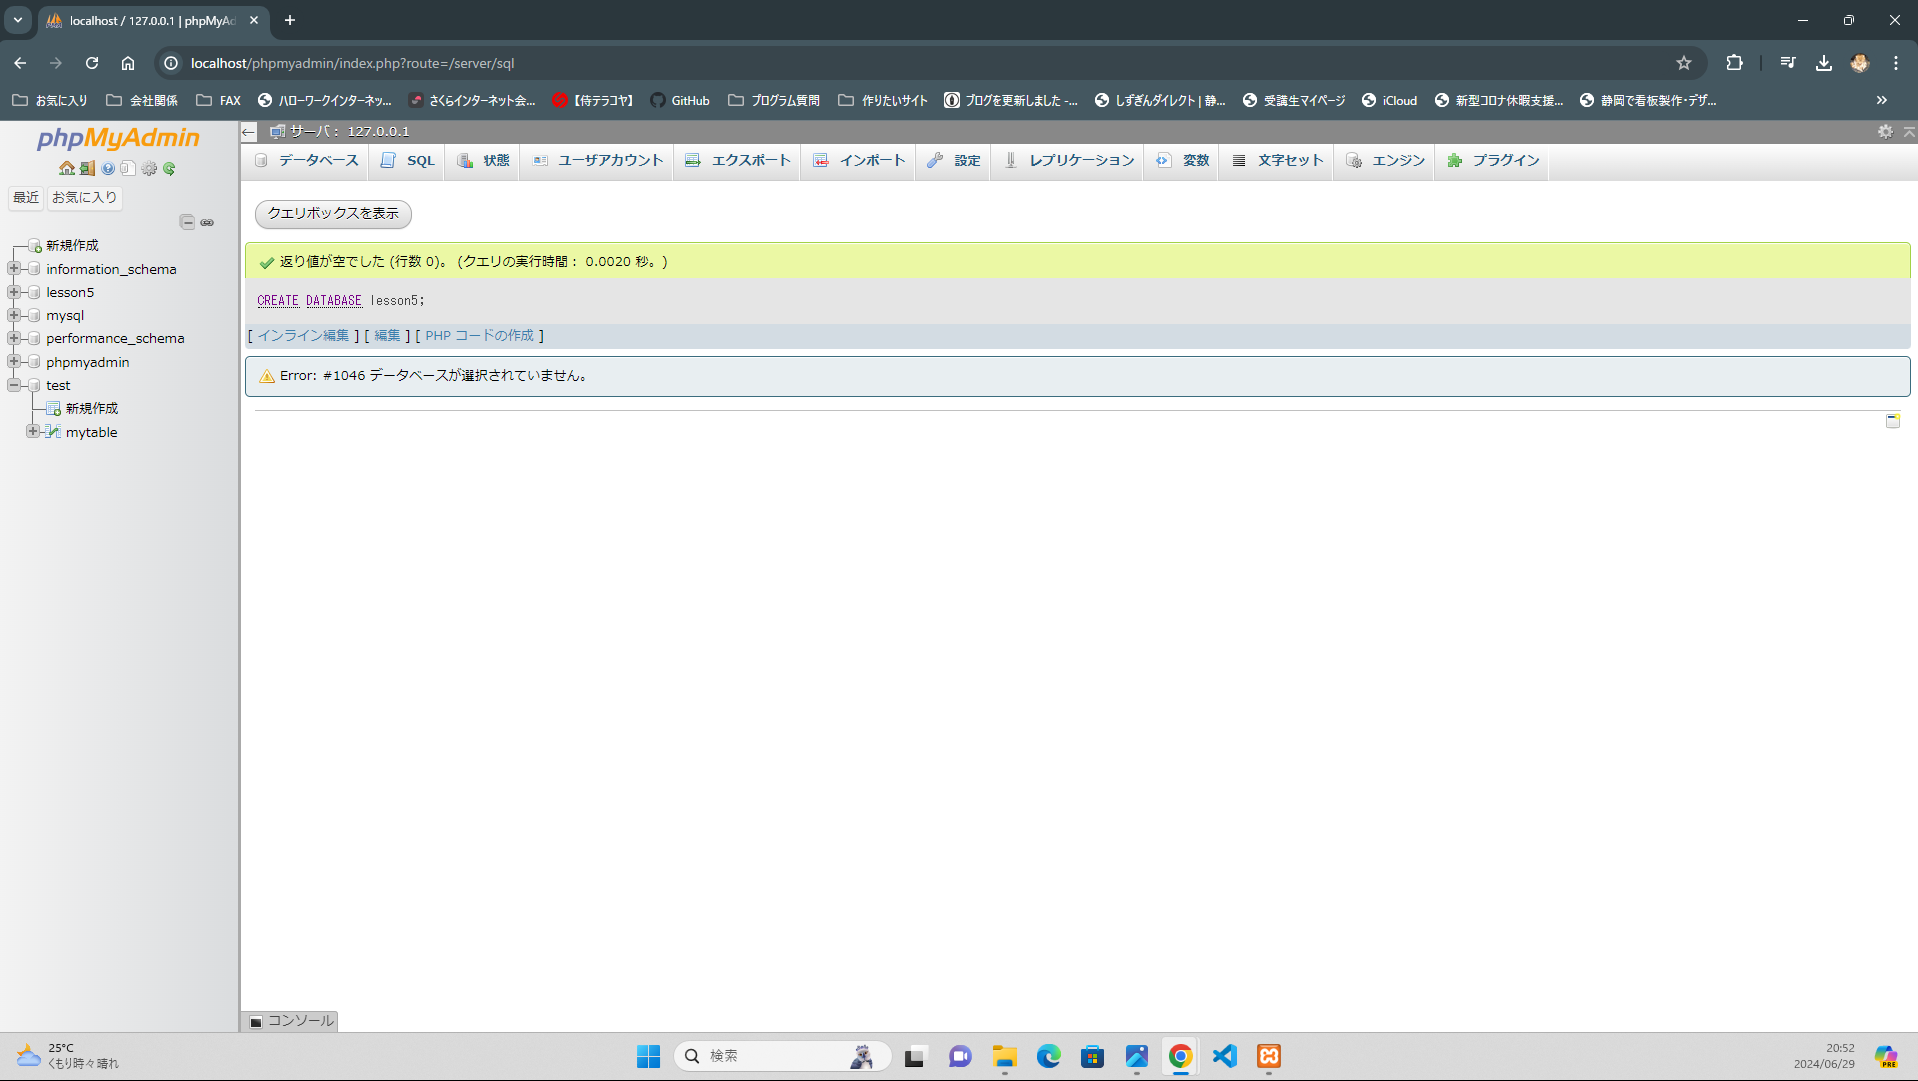 localhost / 127.0.0.1 | phpMyAd
localhost/phpmyadmin/index.php?route=/server/sql
お気に入り 会社関係 FAX ハローワークインターネッ... さくらインターネット会... 【侍テラコヤ】 GitHub プログラム質問 作りたいサイト ブログを更新しました -... しずぎんダイレクト | 静... 受講生マイページ iCloud 新型コロナ休暇支援... 静岡で看板製作・デザ...
phpMyAdmin
最近 お気に入り
新規作成
information_schema
lesson5
mysql
performance_schema
phpmyadmin
test
新規作成
mytable
サーバ： 127.0.0.1
データベース SQL 状態 ユーザアカウント エクスポート インポート 設定 レプリケーション 変数 文字セット エンジン プラグイン
クエリボックスを表示
返り値が空でした (行数 0)。 (クエリの実行時間： 0.0020 秒。)
CREATE DATABASE lesson5;
[ インライン編集 ] [ 編集 ] [ PHP コードの作成 ]
Error: #1046 データベースが選択されていません。
コンソール
25°C
くもり時々晴れ
検索
PRE
20:52
2024/06/29